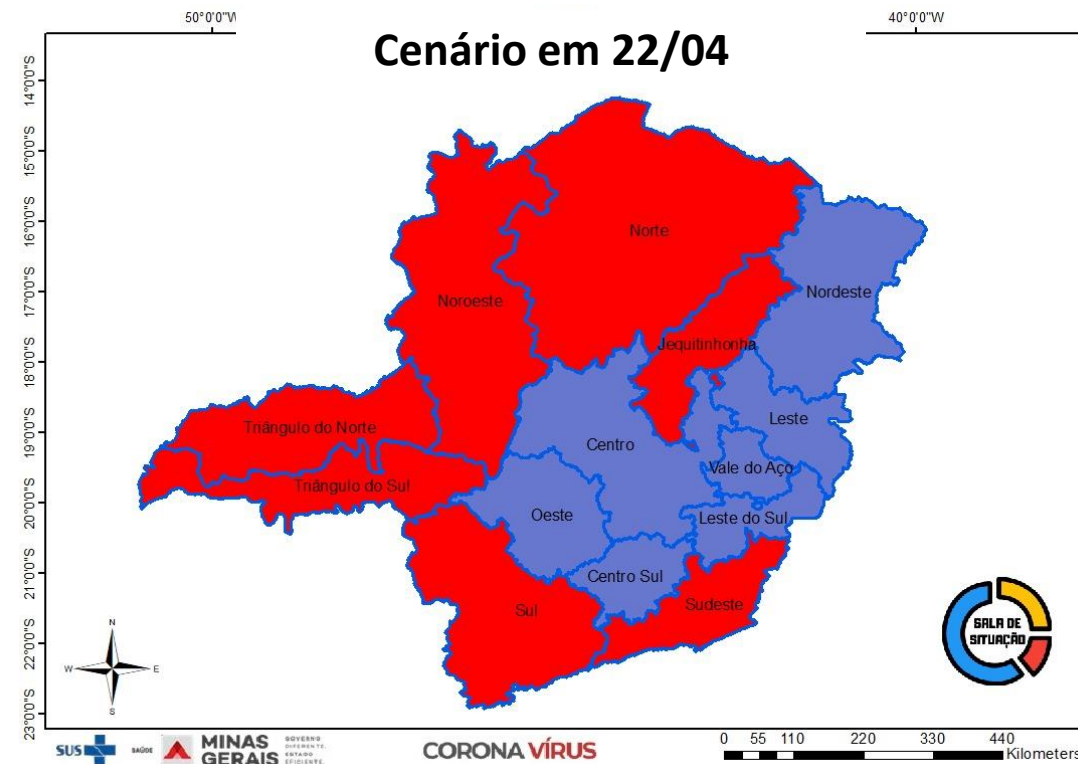 50°0'0"W
40°0'0"W
Cenário em 22/04
14°0'0"S
15°0'0"S
16°0'0"S
17°0'0"S
18°0'0"S
19°0'0"S
20°0'0"S
21°0'0"S
22°0'0"S
23°0'0"S
Norte
Noroeste
Nordeste
Jequitinhonha
Triângulo do Norte
Leste
Centro
Vale do Aço
Triângulo do Sul
Oeste
Leste do Sul
Centro Sul
Sul
Sudeste
SALA DE
SITUAÇÃO
N
W
E
S
SUS
SAÚDE
MINAS
GERAIS
GOVERNO
DIFERENTE.
ESTADO
EFICIENTE.
CORONA VÍRUS
0 55 110 220 330 440
Kilometers